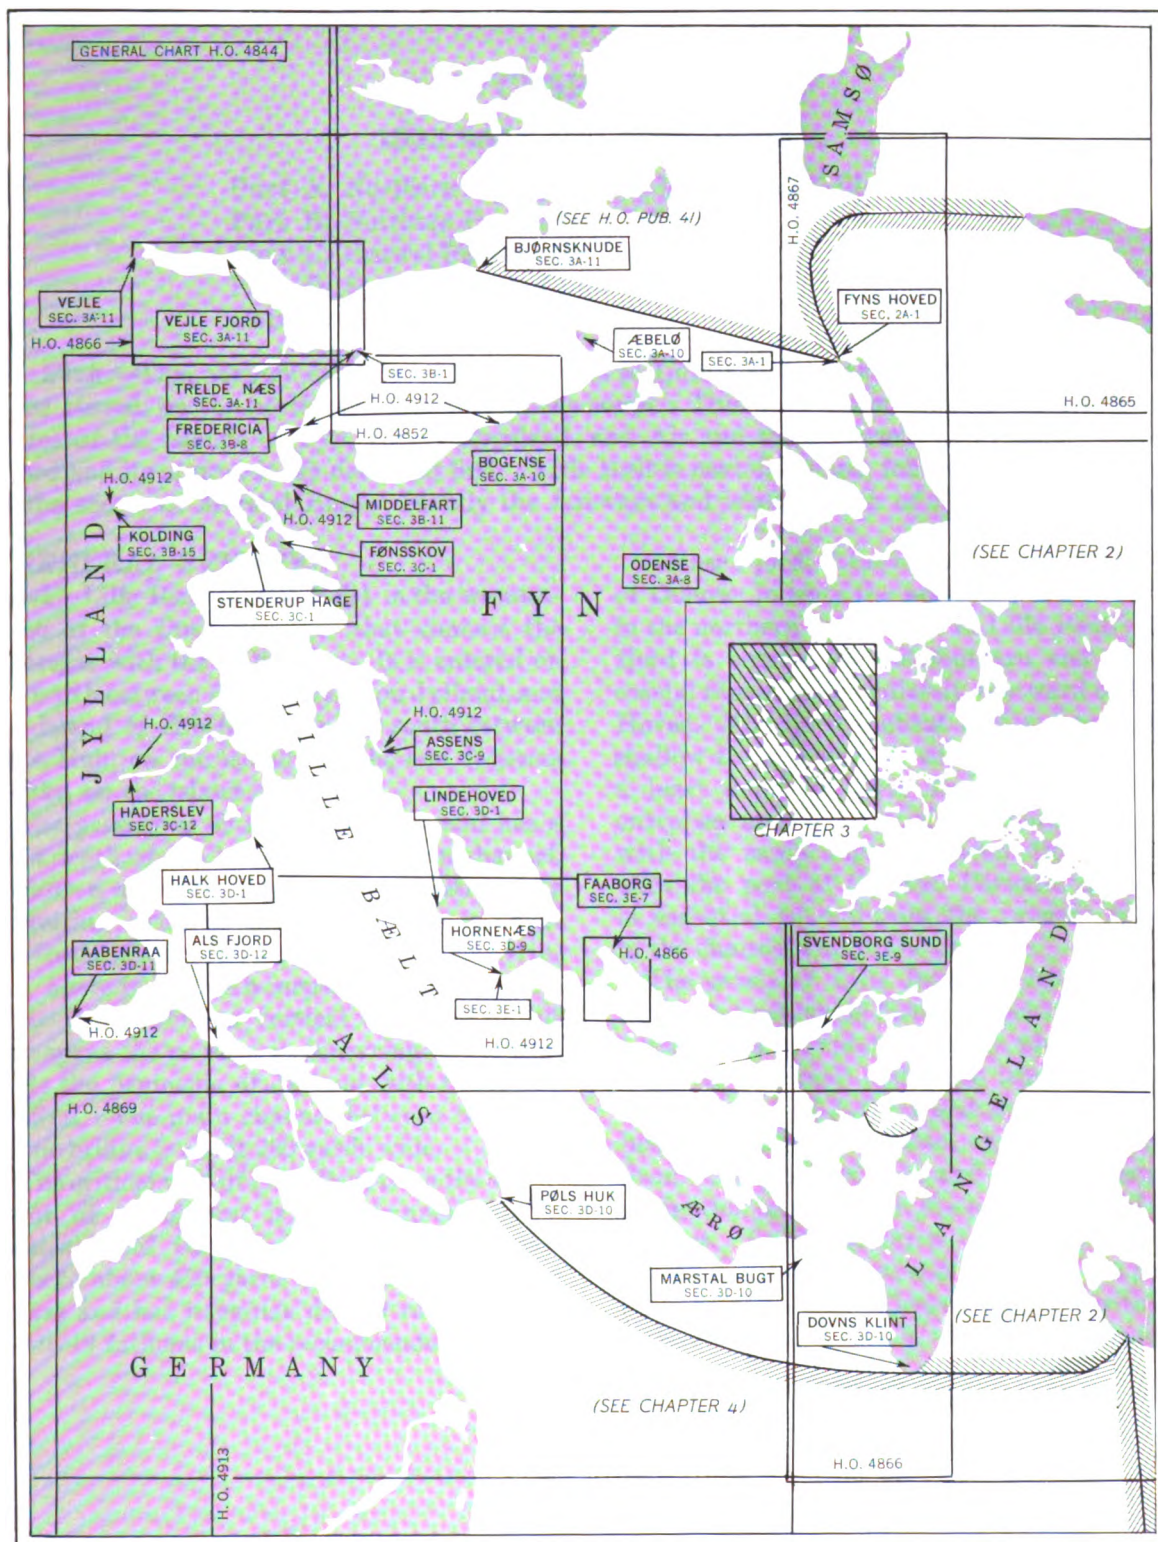 GENERAL CHART H.O. 4844
SAMSØ
H.O. 4867
(SEE H.O. PUB. 41)
BJØRNSKNUDE
SEC. 3A-11
VEJLE
SEC. 3A-11
VEJLE FJORD
SEC. 3A-11
H.O. 4866
FYNS HOVED
SEC. 2A-1
ÆBELØ
SEC. 3A-10
SEC. 3A-1
SEC. 3B-1
TRELDE NÆS
SEC. 3A-11
H.O. 4912
H.O. 4865
FREDERICIA
SEC. 3B-8
H.O. 4852
BOGENSE
SEC. 3A-10
H.O. 4912
MIDDELFART
SEC. 3B-11
H.O. 4912
KOLDING
SEC. 3B-15
FØNSSKOV
SEC. 3C-1
(SEE CHAPTER 2)
ODENSE
SEC. 3A-8
STENDERUP HAGE
SEC. 3C-1
FYN
JYLLAND
LILLE BÆLT
H.O. 4912
H.O. 4912
ASSENS
SEC. 3C-9
HADERSLEV
SEC. 3C-12
LINDEHOVED
SEC. 3D-1
CHAPTER 3
HALK HOVED
SEC. 3D-1
FAABORG
SEC. 3E-7
HORNENÆS
SEC. 3D-9
ALS FJORD
SEC. 3D-12
AABENRAA
SEC. 3D-11
H.O. 4866
SVENDBORG SUND
SEC. 3E-9
SEC. 3E-1
H.O. 4912
H.O. 4912
ALS
LANGELAND
H.O. 4869
PØLS HUK
SEC. 3D-10
ÆRØ
MARSTAL BUGT
SEC. 3D-10
DOVNS KLINT
SEC. 3D-10
(SEE CHAPTER 2)
GERMANY
(SEE CHAPTER 4)
H.O. 4866
H.O. 4913